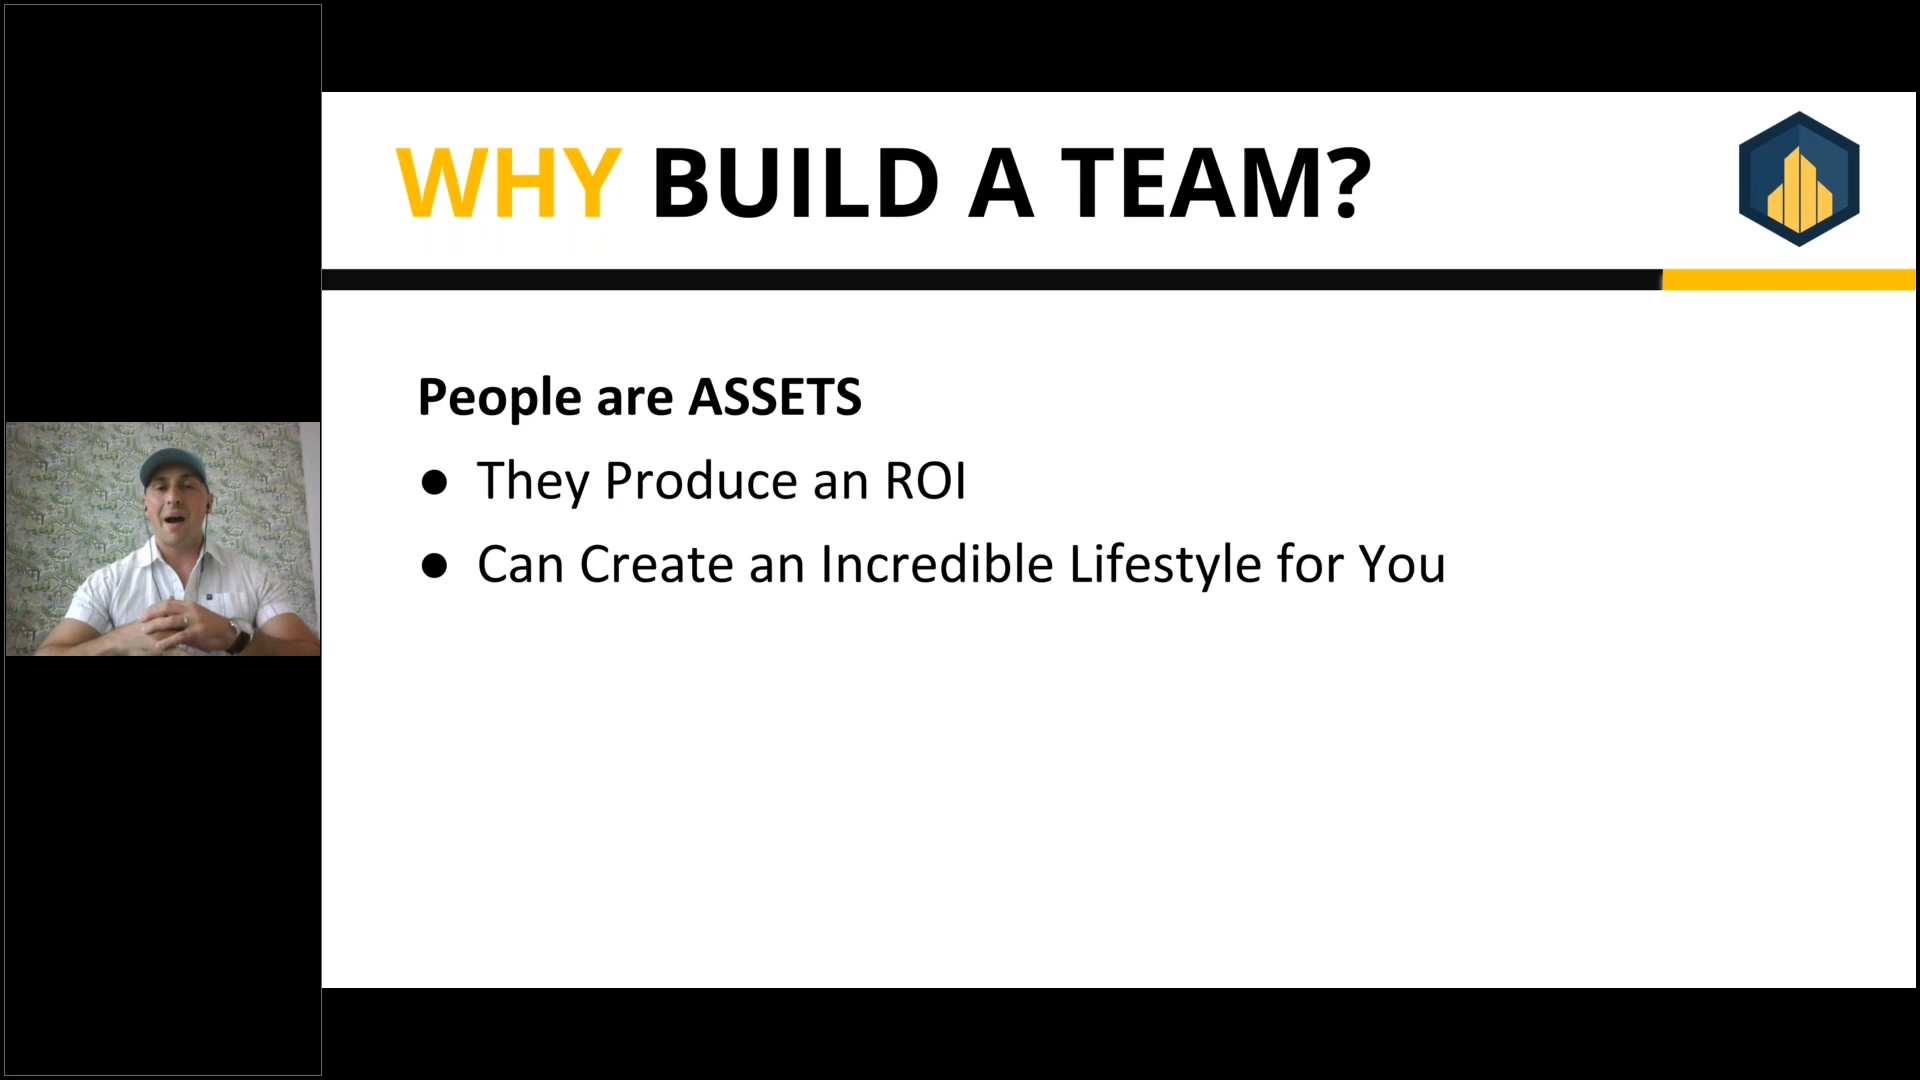 WHY BUILD A TEAM?
People are ASSETS
● They Produce an ROI
● Can Create an Incredible Lifestyle for You